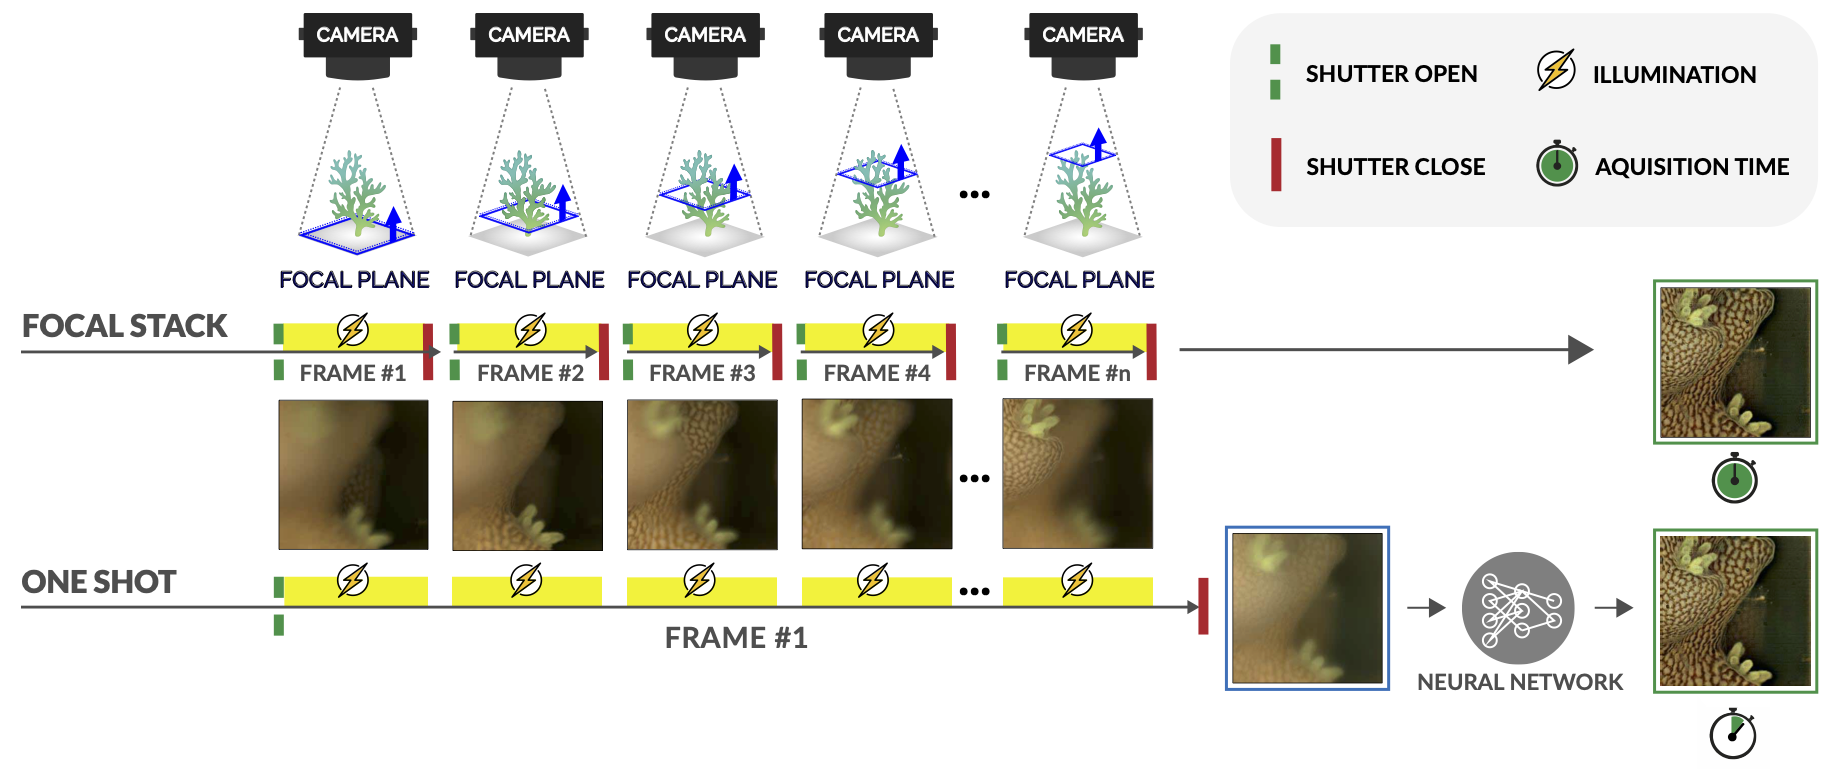 CAMERA
CAMERA
CAMERA
CAMERA
CAMERA
SHUTTER OPEN
ILLUMINATION
SHUTTER CLOSE
AQUISITION TIME
FOCAL PLANE
FOCAL PLANE
FOCAL PLANE
FOCAL PLANE
FOCAL PLANE
FOCAL STACK
FRAME #1
FRAME #2
FRAME #3
FRAME #4
FRAME #n
ONE SHOT
FRAME #1
NEURAL NETWORK